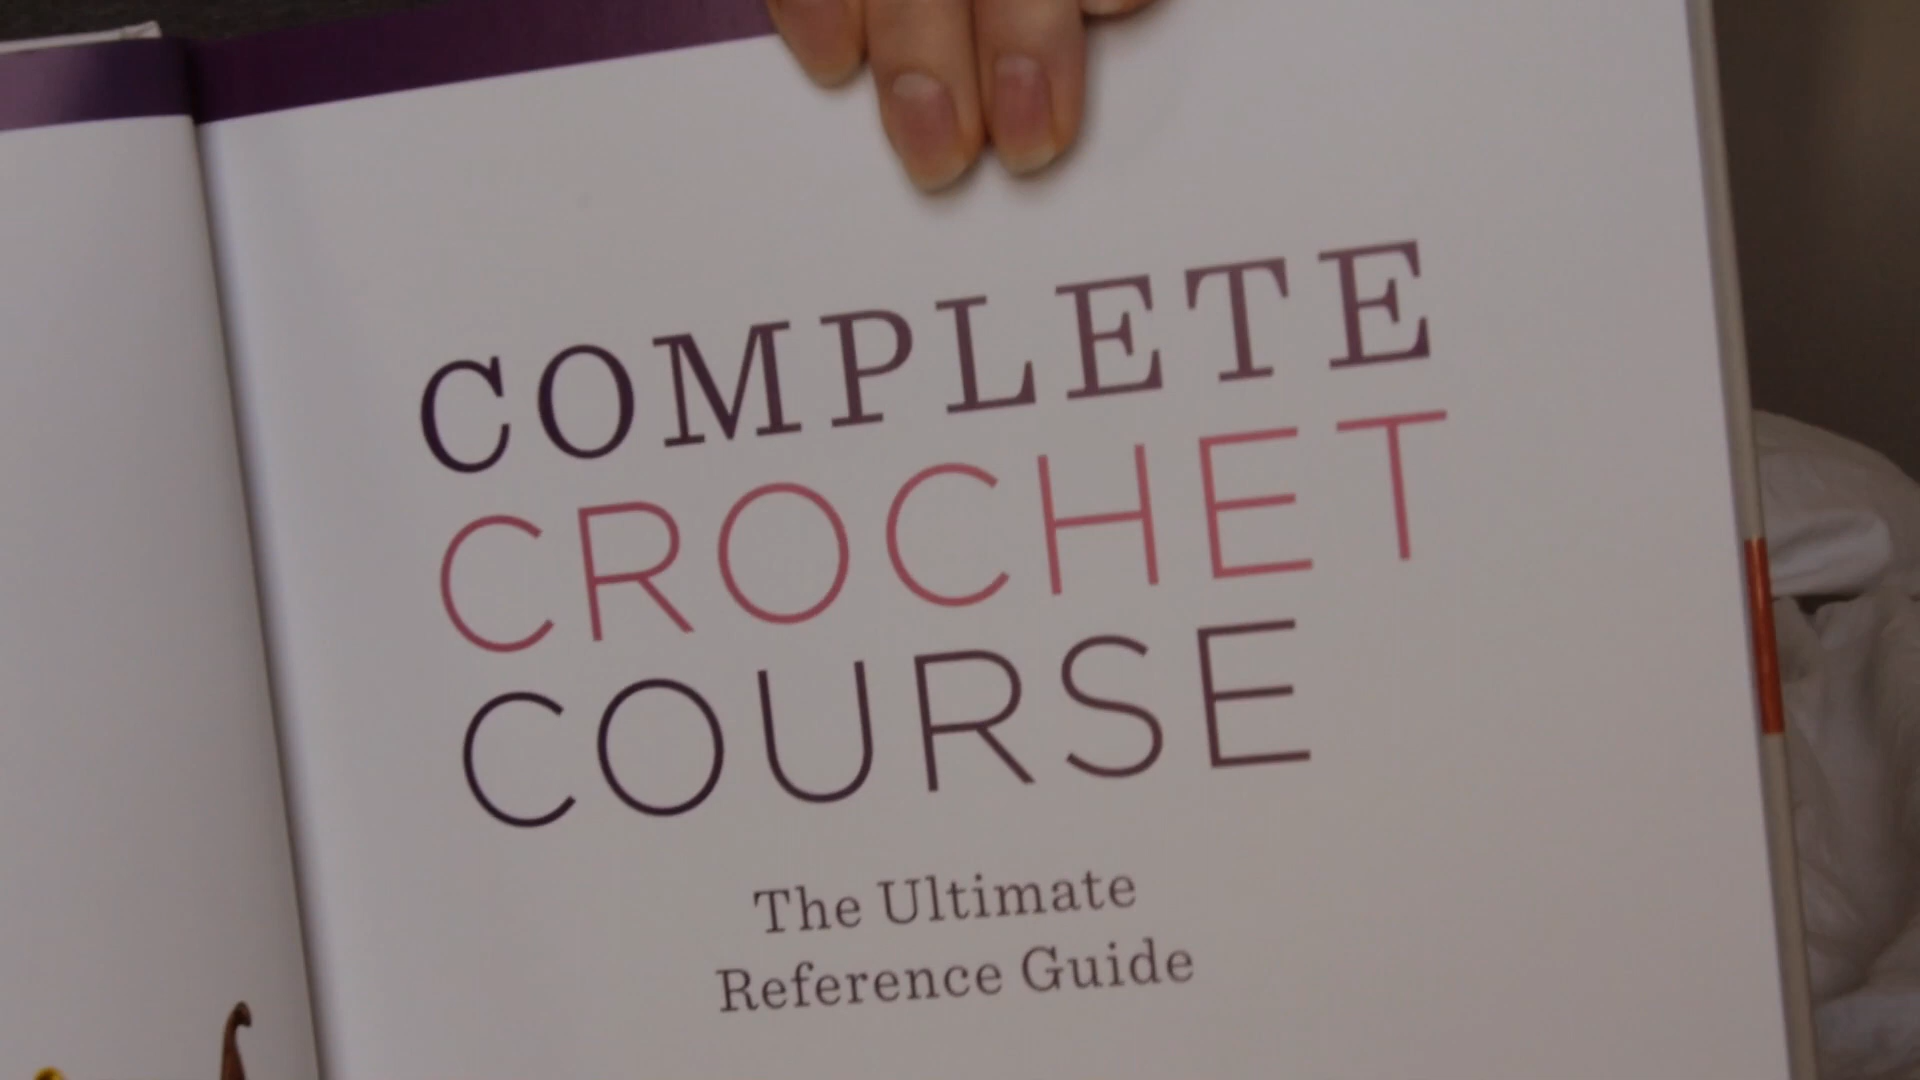 COMPLETE
CROCHET
COURSE
The Ultimate
Reference Guide